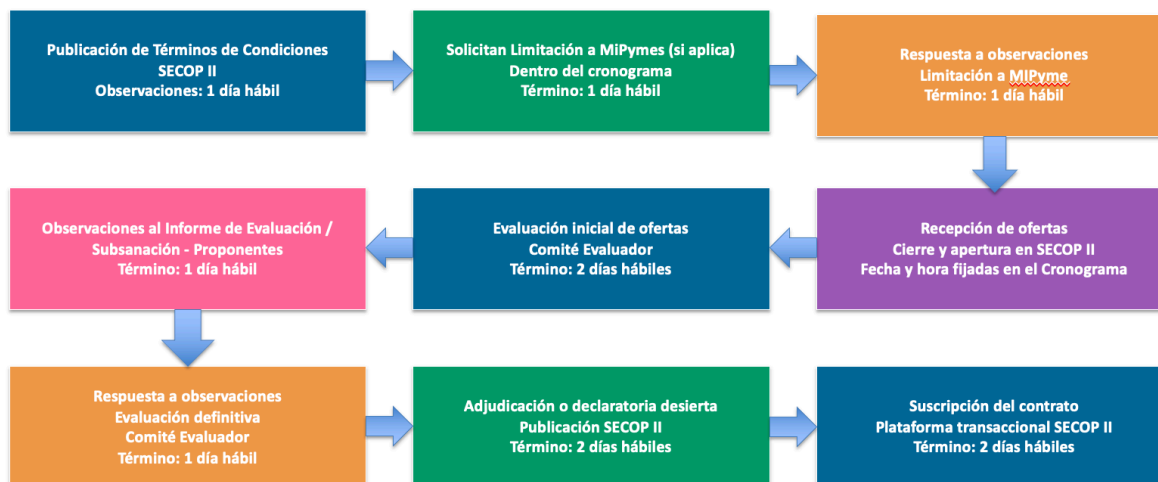 Publicación de Términos de Condiciones
SECOP II
Observaciones: 1 día hábil
Solicitan Limitación a MiPymes (si aplica)
Dentro del cronograma
Término: 1 día hábil
Respuesta a observaciones
Limitación a MIPyme
Término: 1 día hábil
Recepción de ofertas
Cierre y apertura en SECOP II
Fecha y hora fijadas en el Cronograma
Evaluación inicial de ofertas
Comité Evaluador
Término: 2 días hábiles
Observaciones al Informe de Evaluación /
Subsanación - Proponentes
Término: 1 día hábil
Respuesta a observaciones
Evaluación definitiva
Comité Evaluador
Término: 1 día hábil
Adjudicación o declaratoria desierta
Publicación SECOP II
Término: 2 días hábiles
Suscripción del contrato
Plataforma transaccional SECOP II
Término: 2 días hábiles